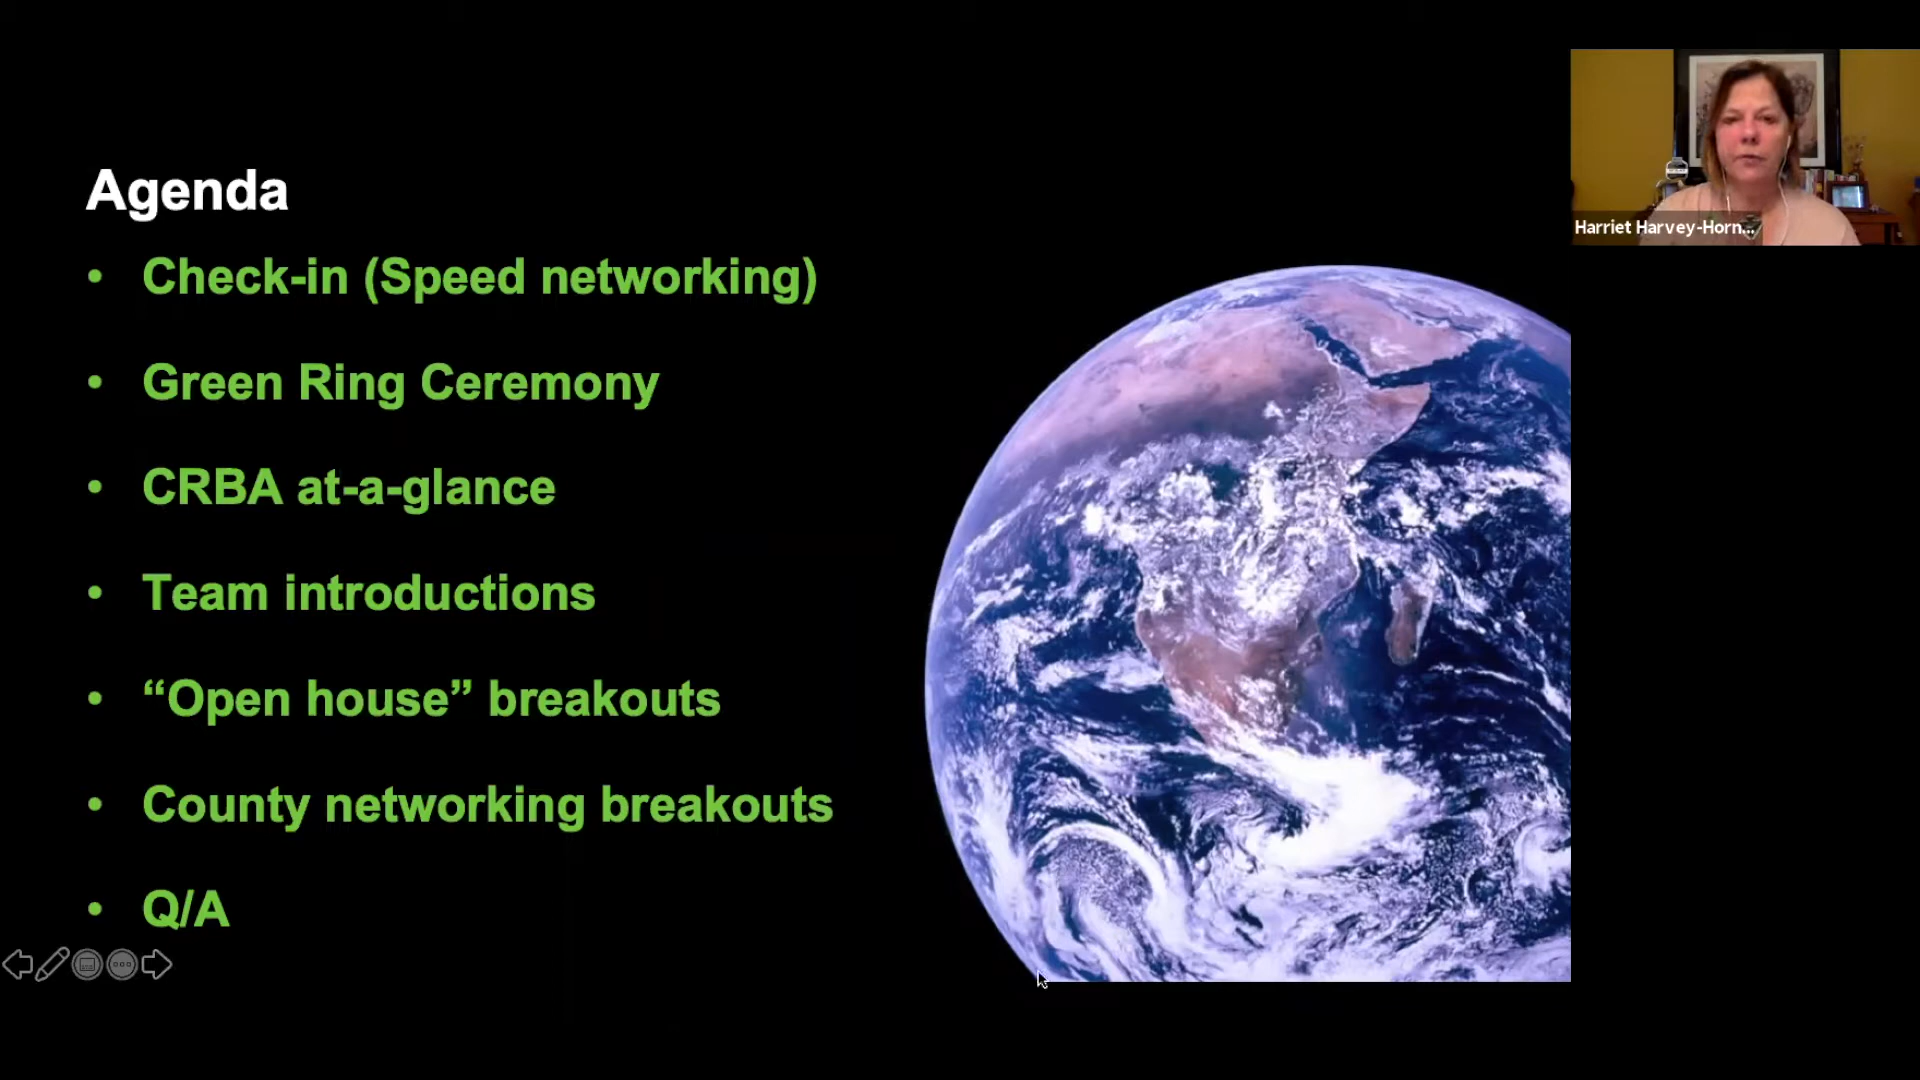 Agenda
• Check-in (Speed networking)
• Green Ring Ceremony
• CRBA at-a-glance
• Team introductions
• “Open house” breakouts
• County networking breakouts
• Q/A
Harriet Harvey-Horn...